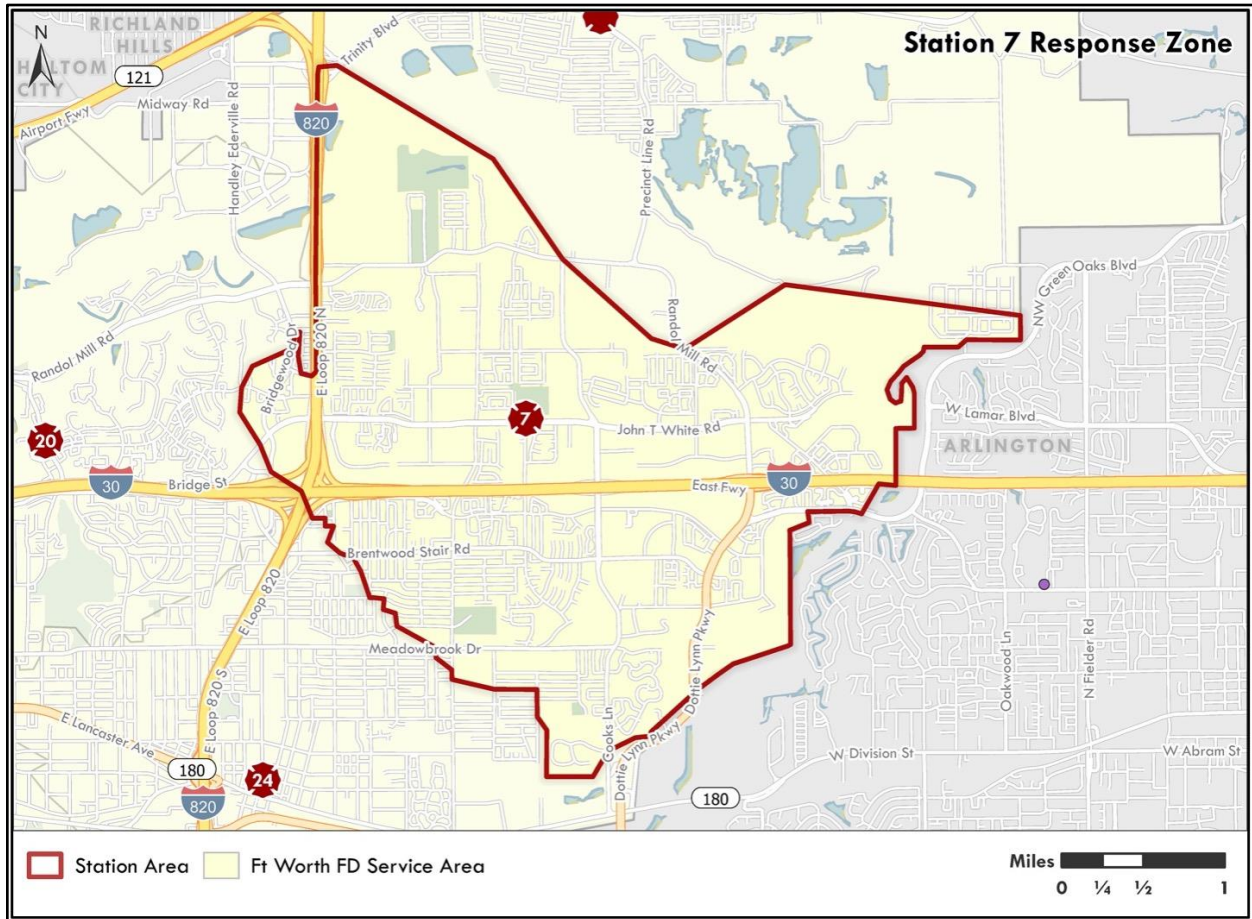 RICHLAND
HILLS
Station 7 Response Zone
N
HALTOM
CITY
121
Trinity Blvd
Midway Rd
Airport Fwy
820
Handley Ederville Rd
Precinct Line Rd
NW Green Oaks Blvd
Randol Mill Rd
Bridgewood Dr
E Loop 820 N
Randol Mill Rd
20
7
John T White Rd
W Lamar Blvd
ARLINGTON
30
Bridge St
East Fwy
30
Brentwood Stair Rd
E Loop 820
Meadowbrook Dr
Dottie Lynn Pkwy
Oakwood Ln
N Fielder Rd
E Lancaster Ave
E Loop 820 S
Cooks Ln
Dottie Lynn Pkwy
W Division St
W Abram St
180
24
820
180
Station Area
Ft Worth FD Service Area
Miles
0 ¼ ½ 1